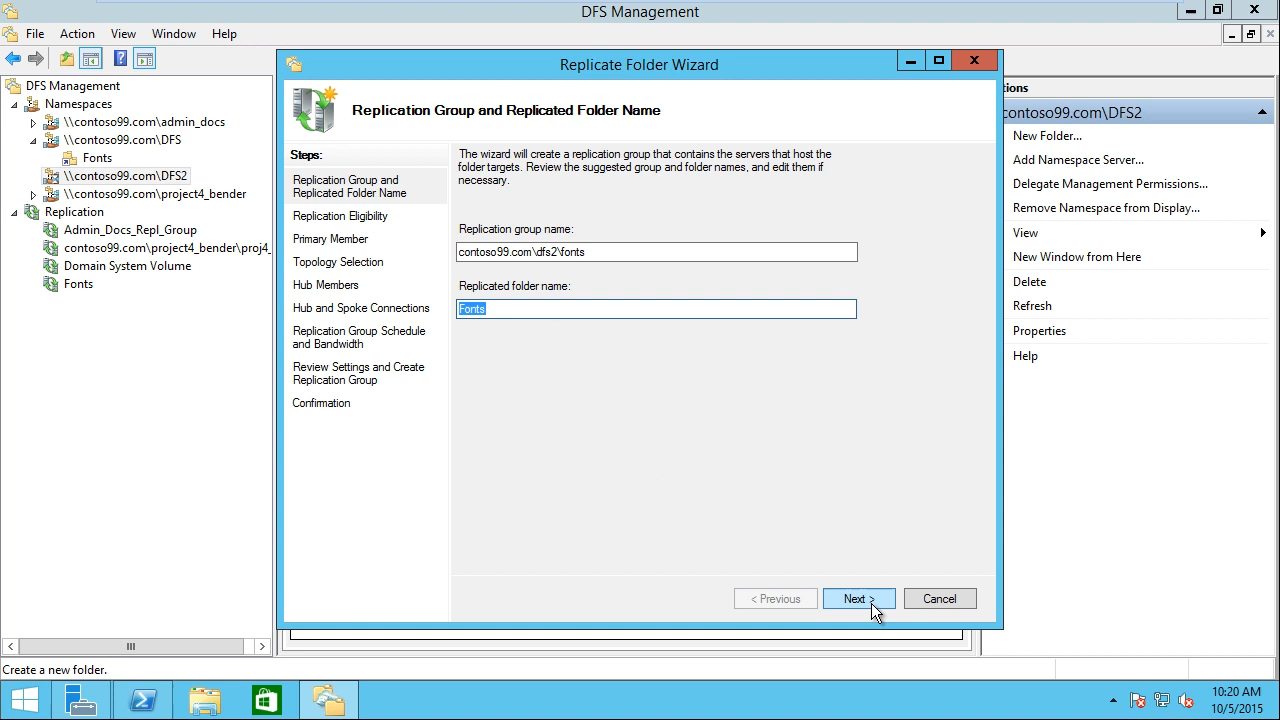 DFS Management
File Action View Window Help
DFS Management
Namespaces
\\contoso99.com\admin_docs
\\contoso99.com\DFS
Fonts
\\contoso99.com\DFS2
\\contoso99.com\project4_bender
Replication
Admin_Docs_Repl_Group
contoso99.com\project4_bender\proj4_
Domain System Volume
Fonts
Replicate Folder Wizard
Replication Group and Replicated Folder Name
Steps:
Replication Group and
Replicated Folder Name
Replication Eligibility
Primary Member
Topology Selection
Hub Members
Hub and Spoke Connections
Replication Group Schedule
and Bandwidth
Review Settings and Create
Replication Group
Confirmation
The wizard will create a replication group that contains the servers that host the
folder targets. Review the suggested group and folder names, and edit them if
necessary.
Replication group name:
contoso99.com\dfs2\fonts
Replicated folder name:
Fonts
< Previous Next > Cancel
ions
contoso99.com\DFS2
New Folder...
Add Namespace Server...
Delegate Management Permissions...
Remove Namespace from Display...
View
New Window from Here
Delete
Refresh
Properties
Help
Create a new folder.
10:20 AM
10/5/2015